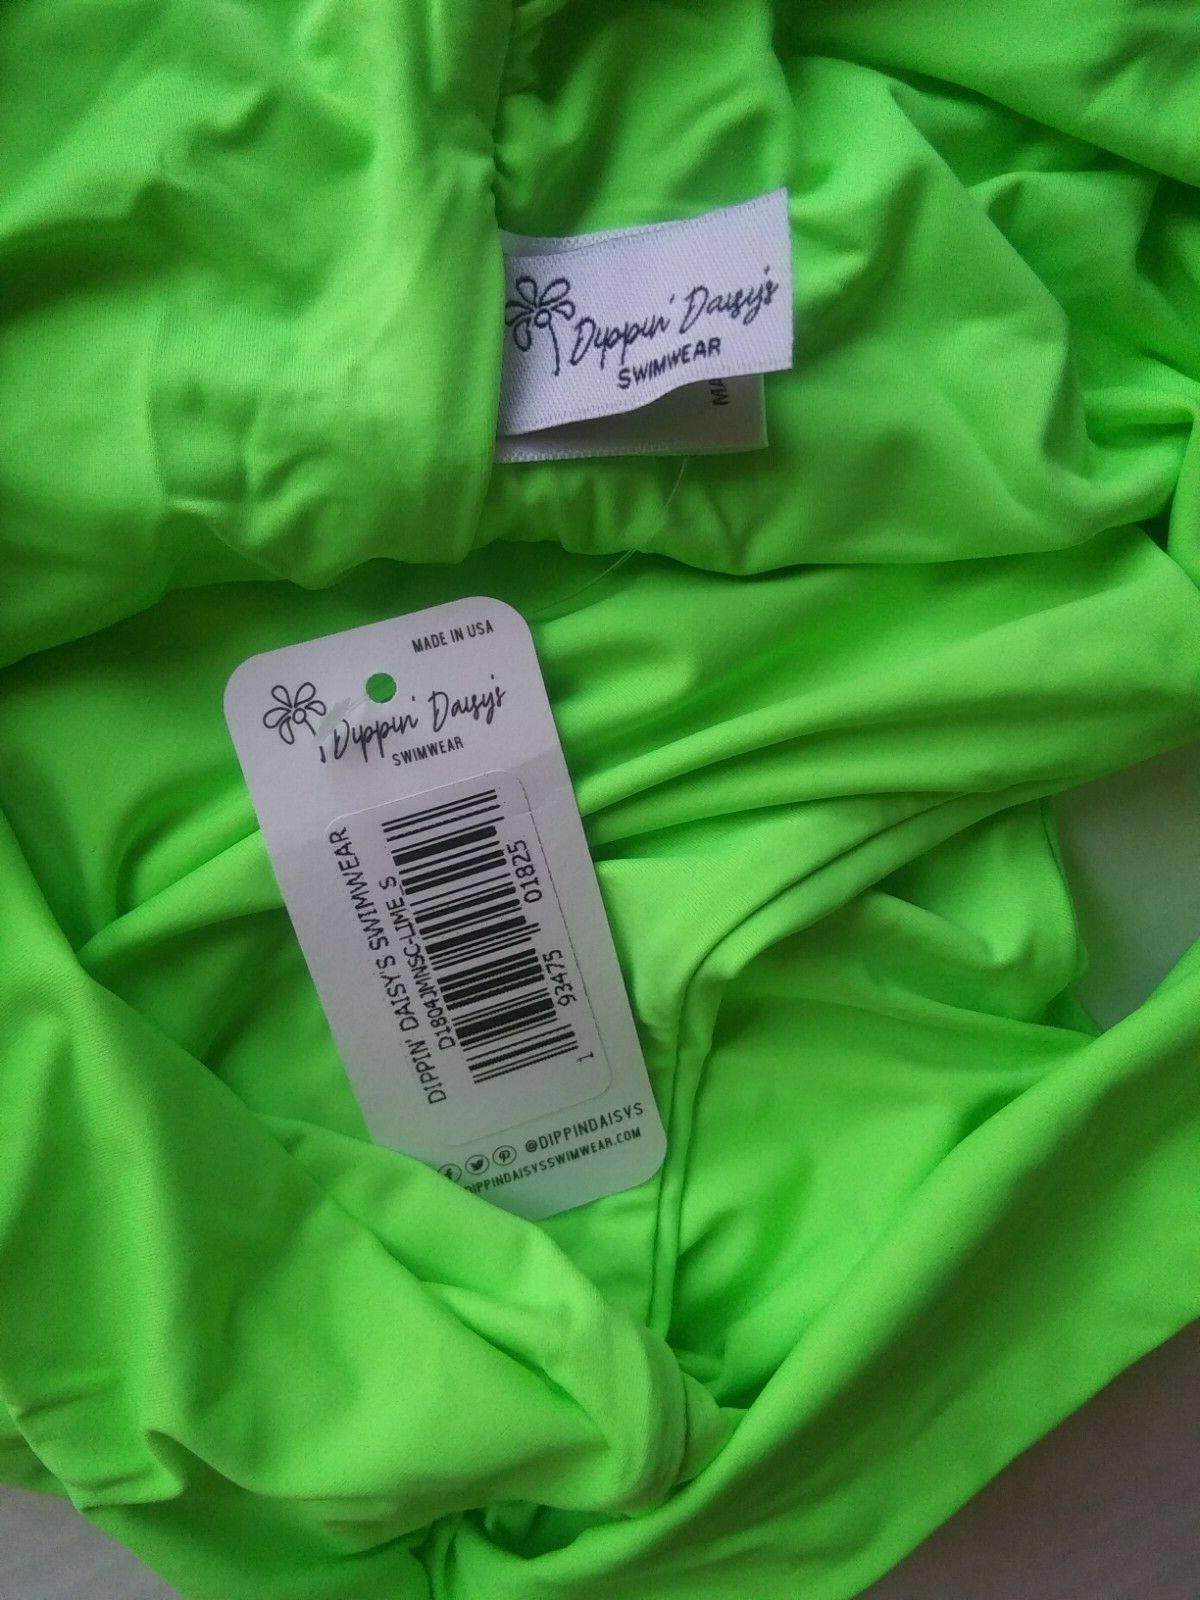 Dippin' Daisy's
SWIMWEAR
MA
MADE IN USA
Dippin' Daisy's
SWIMWEAR
DIPPIN' DAISY'S SWIMWEAR
D1804JMNSC-LIME_S
1 93475 01825
@DIPPINDAISYS
DIPPINDAISYSSWIMWEAR.COM